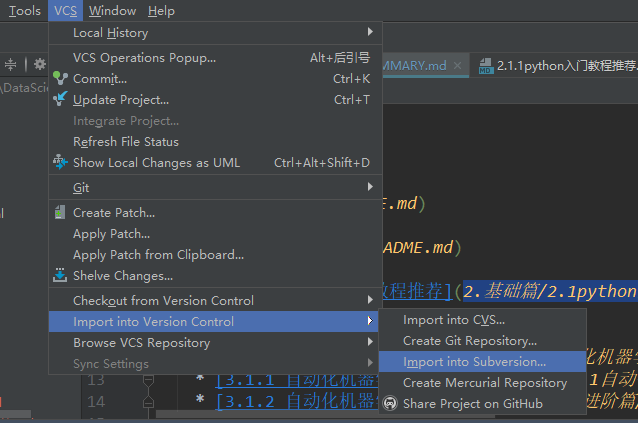 Tools VCS Window Help
Local History
VCS Operations Popup... Alt+后引号
Commit... Ctrl+K
Update Project... Ctrl+T
Integrate Project...
Refresh File Status
Show Local Changes as UML Ctrl+Alt+Shift+D
Git
Create Patch...
Apply Patch...
Apply Patch from Clipboard...
Shelve Changes...
Checkout from Version Control
Import into Version Control
Browse VCS Repository
Sync Settings
Import into CVS...
Create Git Repository...
Import into Subversion...
Create Mercurial Repository
Share Project on GitHub
\DataScie
MMARY.md
2.1.1python入门教程推荐.
E.md)
ADME.md)
教程推荐](2.基础篇/2.1python
化机器学
13 * [3.1.1 自动化机器 1自动
14 * [3.1.2 自动化机器 进阶篇